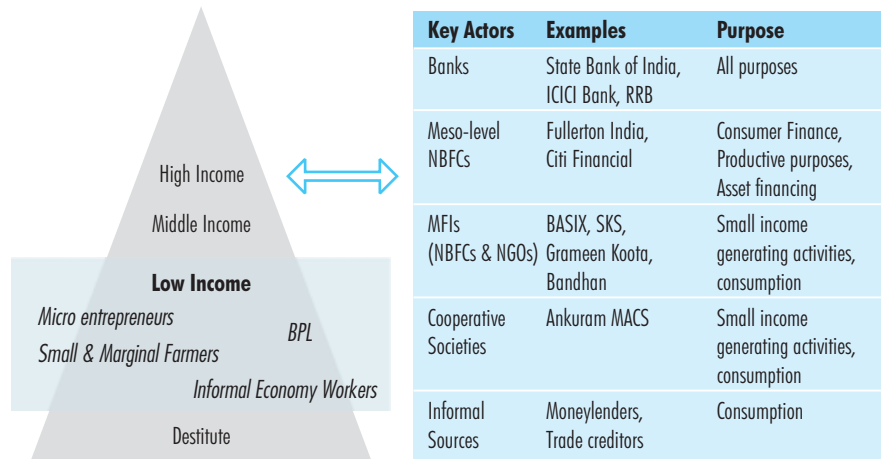 High Income
Middle Income
Low Income
Micro entrepreneurs
BPL
Small & Marginal Farmers
Informal Economy Workers
Destitute
Key Actors Examples Purpose
Banks State Bank of India, All purposes
ICICI Bank, RRB
Meso-level Fullerton India, Consumer Finance,
NBFCs Citi Financial Productive purposes,
Asset financing
MFIs BASIX, SKS, Small income
(NBFCs & NGOs) Grameen Koota, generating activities,
Bandhan consumption
Cooperative Ankuram MACS Small income
Societies generating activities,
consumption
Informal Moneylenders, Consumption
Sources Trade creditors